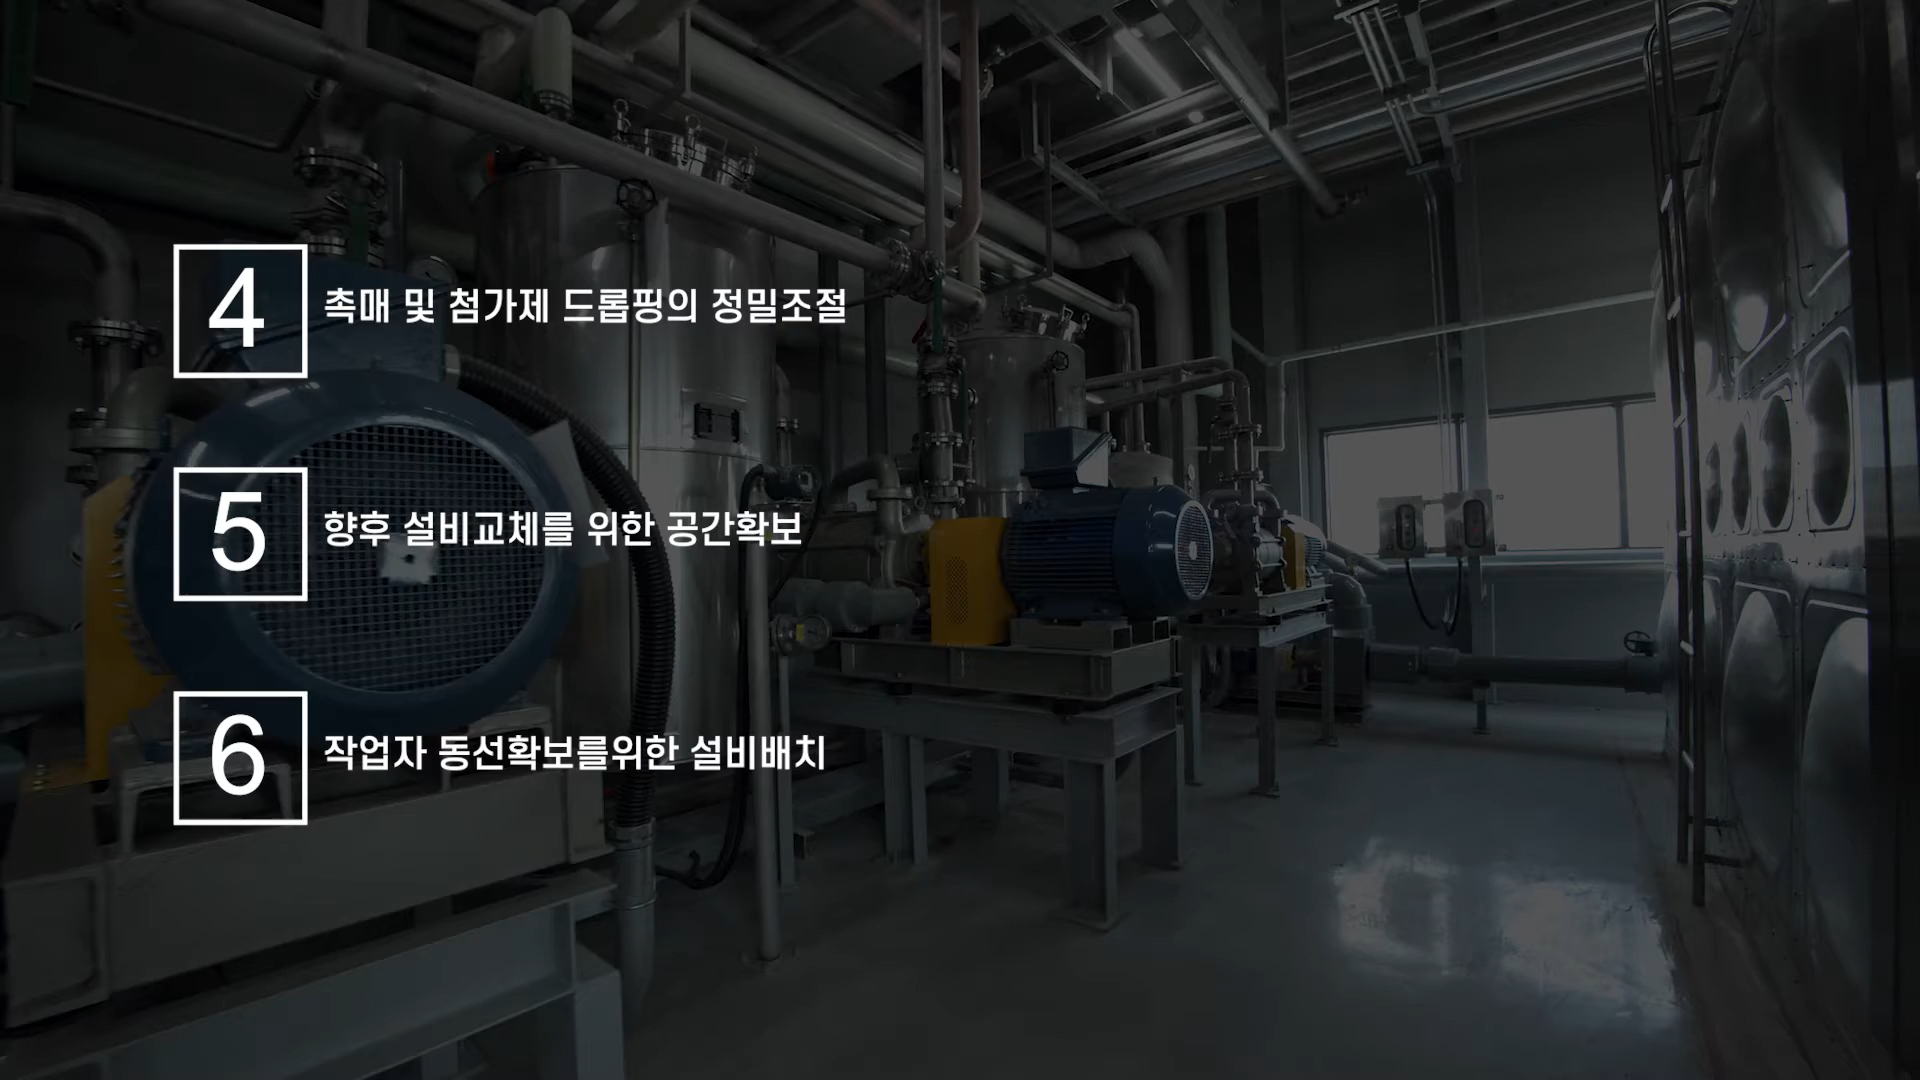 4 촉매 및 첨가제 드롭핑의 정밀조절
5 향후 설비교체를 위한 공간확보
6 작업자 동선확보를위한 설비배치